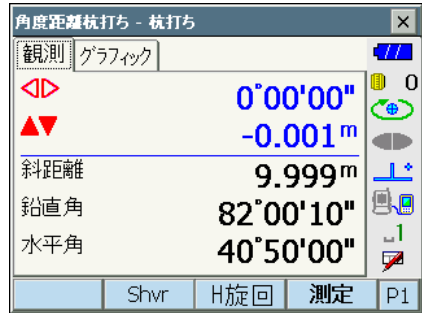 角度距離杭打ち - 杭打ち
観測 グラフィック
0
0°00'00"
-0.001m
斜距離 9.999m
鉛直角 82°00'10"
水平角 40°50'00"
1
Shvr H旋回 測定 P1